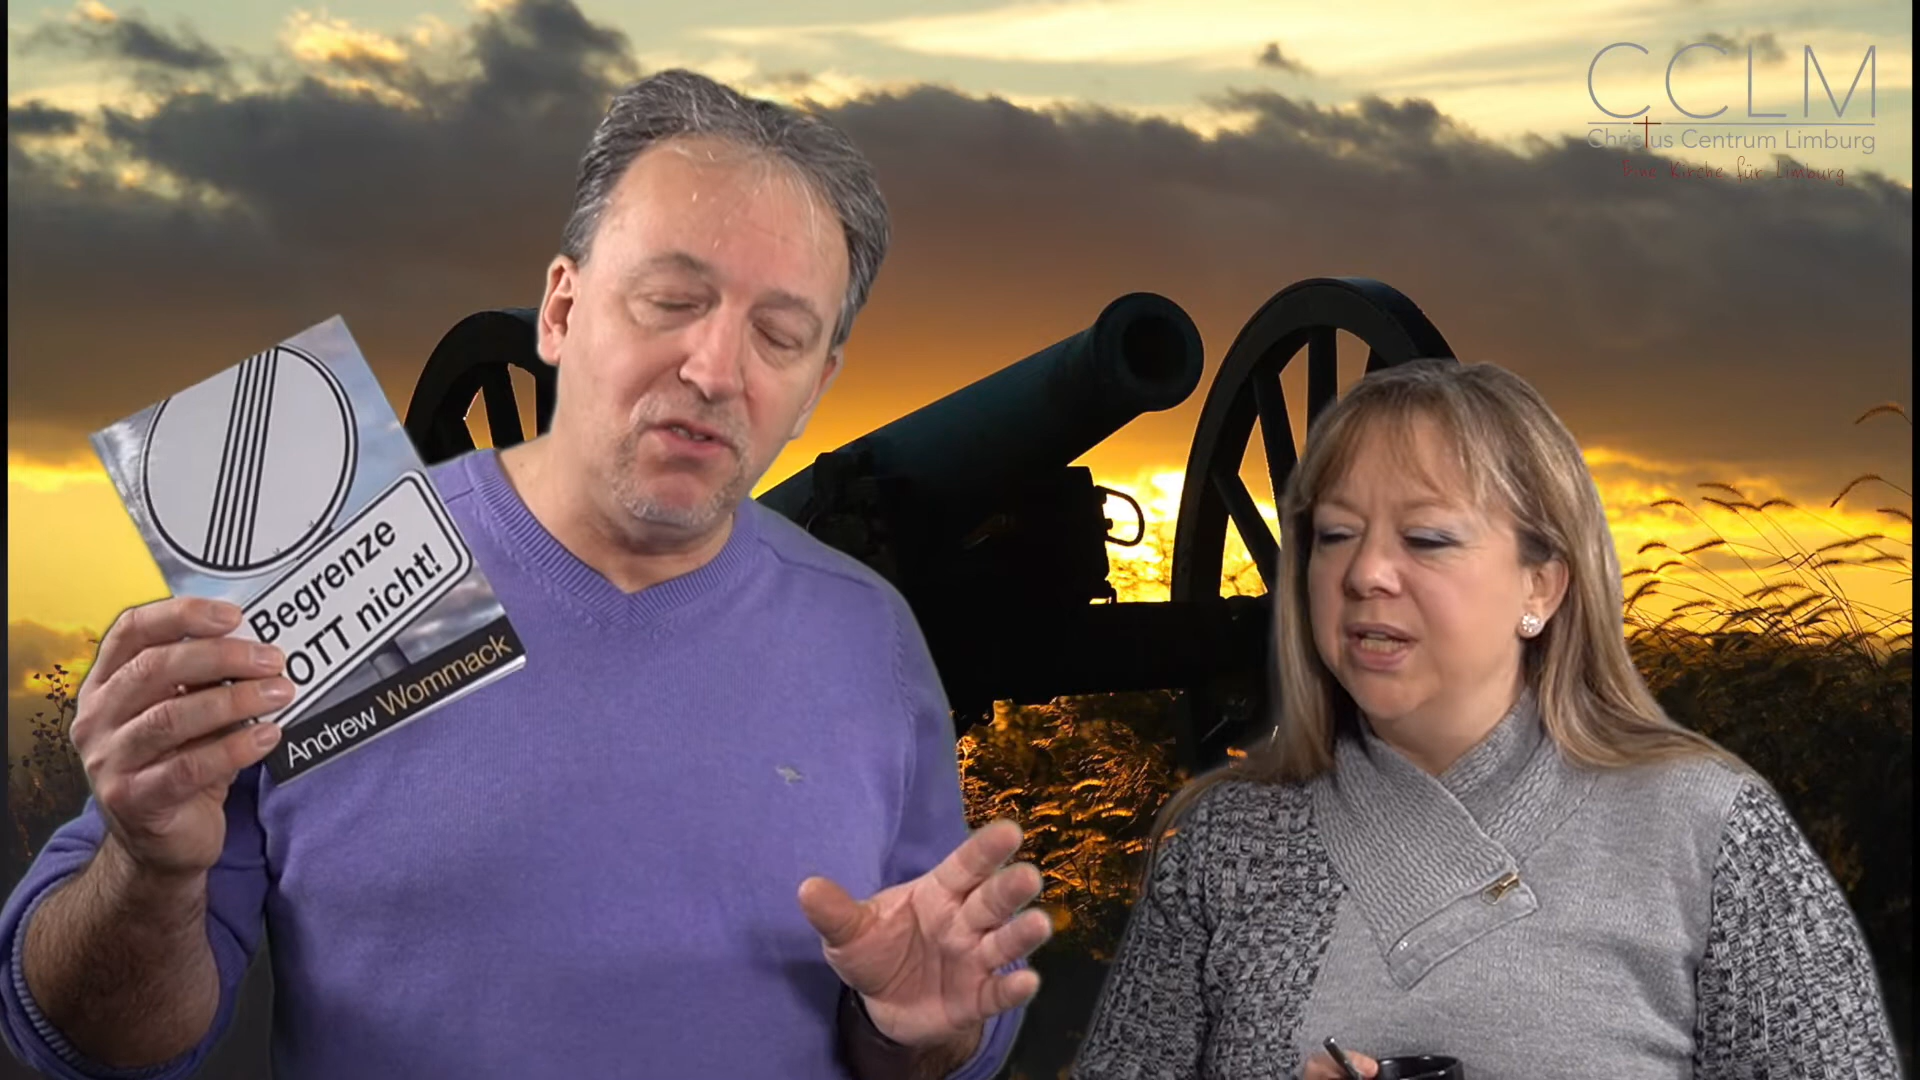 CCLM
Christus Centrum Limburg
Eine Kirche für Limburg
Begrenze
OTT nicht!
Andrew Wommack